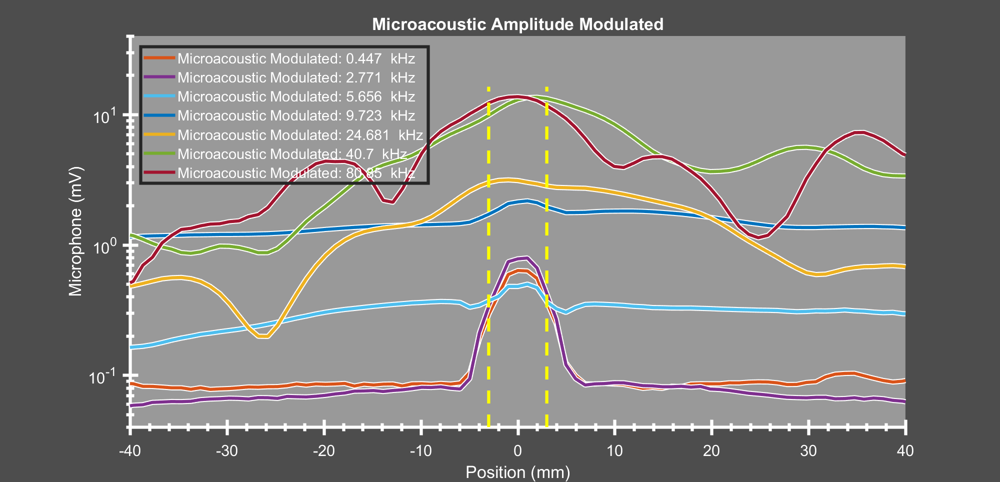 Microacoustic Amplitude Modulated
Microacoustic Modulated: 0.447 kHz
Microacoustic Modulated: 2.771 kHz
Microacoustic Modulated: 5.656 kHz
Microacoustic Modulated: 9.723 kHz
Microacoustic Modulated: 24.681 kHz
Microacoustic Modulated: 40.7 kHz
Microacoustic Modulated: 80.85 kHz
Microphone (mV)
10^1
10^0
10^-1
-40 -30 -20 -10 0 10 20 30 40
Position (mm)